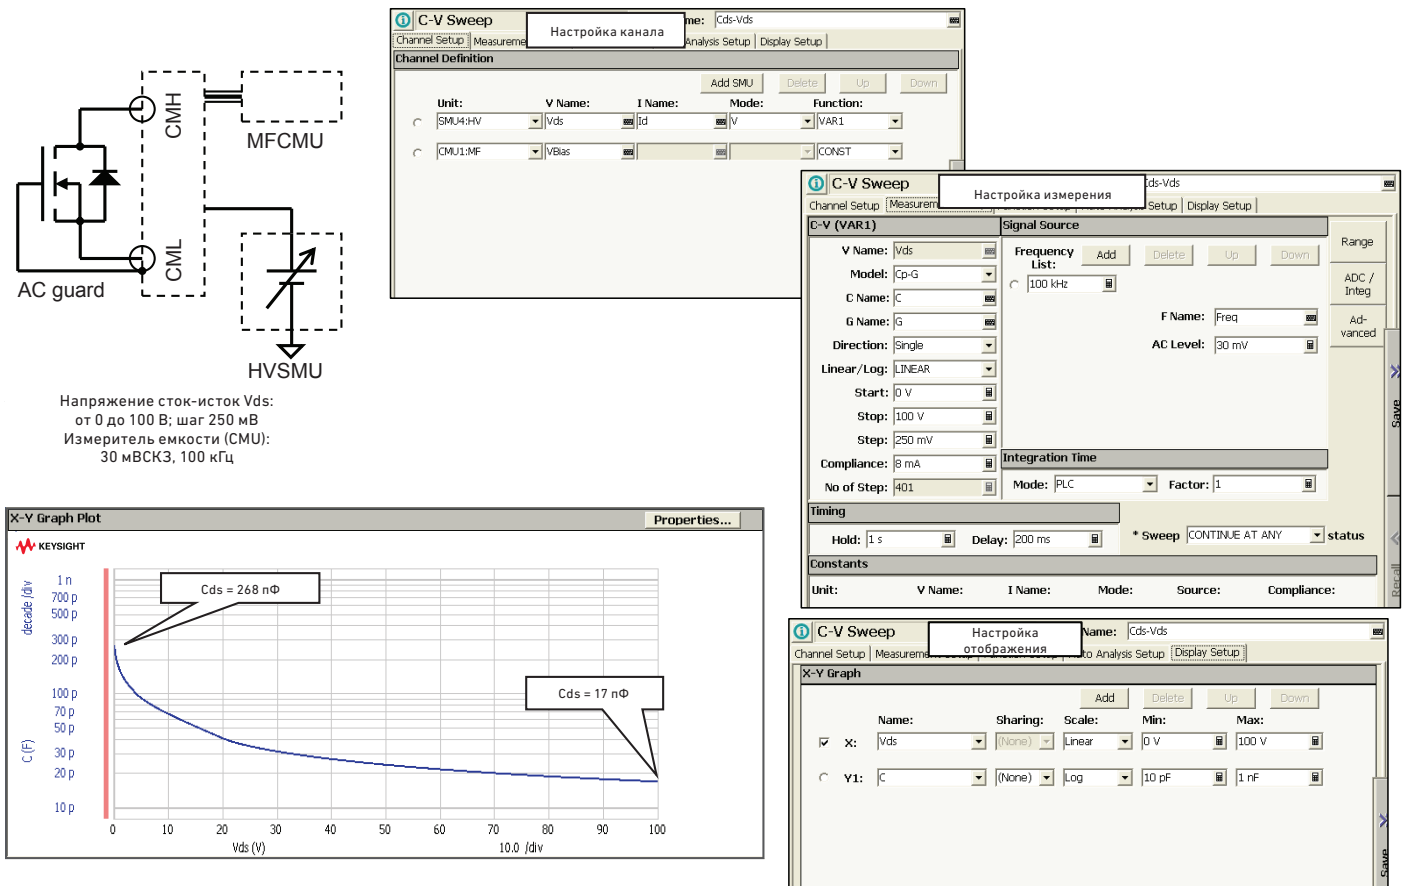 C-V Sweep
me:
Cds-Vds
Настройка канала
Channel Setup
Measureme
Analysis Setup
Display Setup
Channel Definition
Add SMU
Delete
Up
Down
Unit:
V Name:
I Name:
Mode:
Function:
SMU4:HV
Vds
Id
V
VAR1
CMU1:MF
VBias
CONST
CMH
CML
MFCMU
AC guard
HVSMU
Напряжение сток-исток Vds:
от 0 до 100 В; шаг 250 мВ
Измеритель емкости (CMU):
30 мВСКЗ, 100 кГц
C-V Sweep
Cds-Vds
Настройка измерения
Channel Setup
Measurement
Setup
Display Setup
C-V (VAR1)
V Name: Vds
Model: Cp-G
C Name: C
G Name: G
Direction: Single
Linear/Log: LINEAR
Start: 0 V
Stop: 100 V
Step: 250 mV
Compliance: 8 mA
No of Step: 401
Signal Source
Frequency
List:
Add
Delete
Up
Down
100 kHz
F Name: Freq
AC Level: 30 mV
Range
ADC /
Integ
Ad-
vanced
Save
Recall
Integration Time
Mode: PLC
Factor: 1
Timing
Hold: 1 s
Delay: 200 ms
* Sweep CONTINUE AT ANY status
Constants
Unit:
V Name:
I Name:
Mode:
Source:
Compliance:
X-Y Graph Plot
Properties...
KEYSIGHT
decade /div
C (F)
1 n
700 p
500 p
300 p
200 p
100 p
70 p
50 p
30 p
20 p
10 p
Cds = 268 пФ
Cds = 17 пФ
0 10 20 30 40 50 60 70 80 90 100
Vds (V)
10.0 /div
C-V Sweep
Name: Cds-Vds
Настройка
отображения
Channel Setup
Measurement
Analysis Setup
Display Setup
X-Y Graph
Add
Delete
Up
Down
Name:
Sharing:
Scale:
Min:
Max:
X: Vds (None) Linear 0 V 100 V
Y1: C (None) Log 10 pF 1 nF
Save